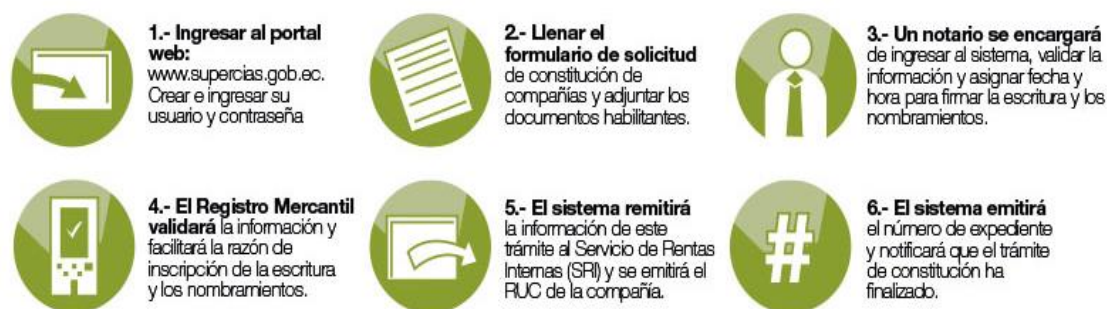 1.- Ingresar al portal
web:
www.supercias.gob.ec.
Crear e ingresar su
usuario y contraseña
2.- Llenar el
formulario de solicitud
de constitución de
compañías y adjuntar los
documentos habilitantes.
3.- Un notario se encargará
de ingresar al sistema, validar la
información y asignar fecha y
hora para firmar la escritura y los
nombramientos.
4.- El Registro Mercantil
validará la información y
facilitará la razón de
inscripción de la escritura
y los nombramientos.
5.- El sistema remitirá
la información de este
trámite al Servicio de Rentas
Internas (SRI) y se emitirá el
RUC de la compañía.
#
6.- El sistema emitirá
el número de expediente
y notificará que el trámite
de constitución ha
finalizado.